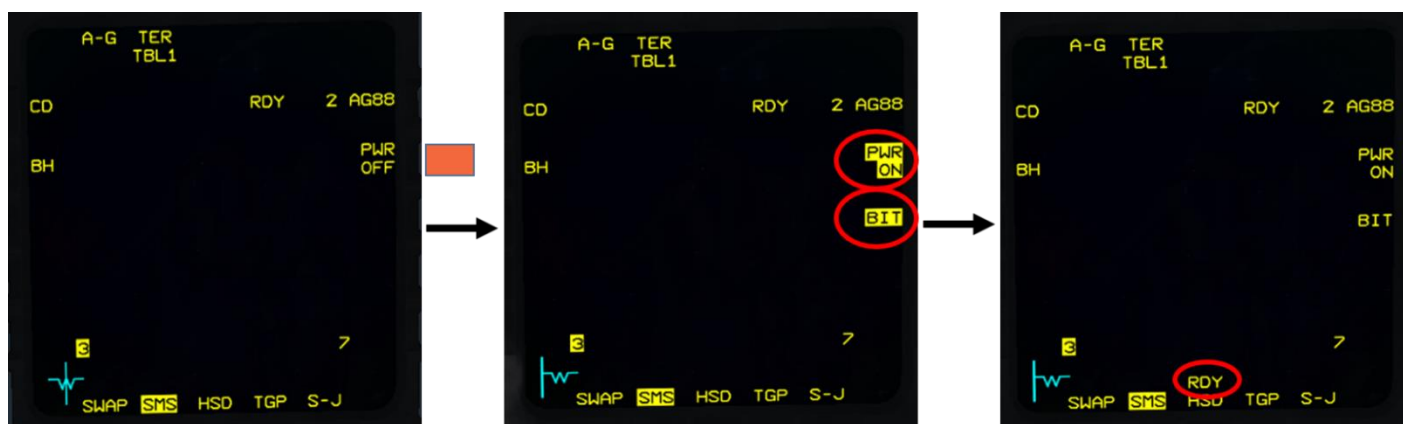 A-G TER
TBL1
CD RDY 2 AG88
PWR
BH OFF
3 7
SWAP SMS HSD TGP S-J
A-G TER
TBL1
CD RDY 2 AG88
PWR
BH ON
BIT
3 7
SWAP SMS HSD TGP S-J
A-G TER
TBL1
CD RDY 2 AG88
PWR
BH ON
BIT
3 7
RDY
SWAP SMS HSD TGP S-J